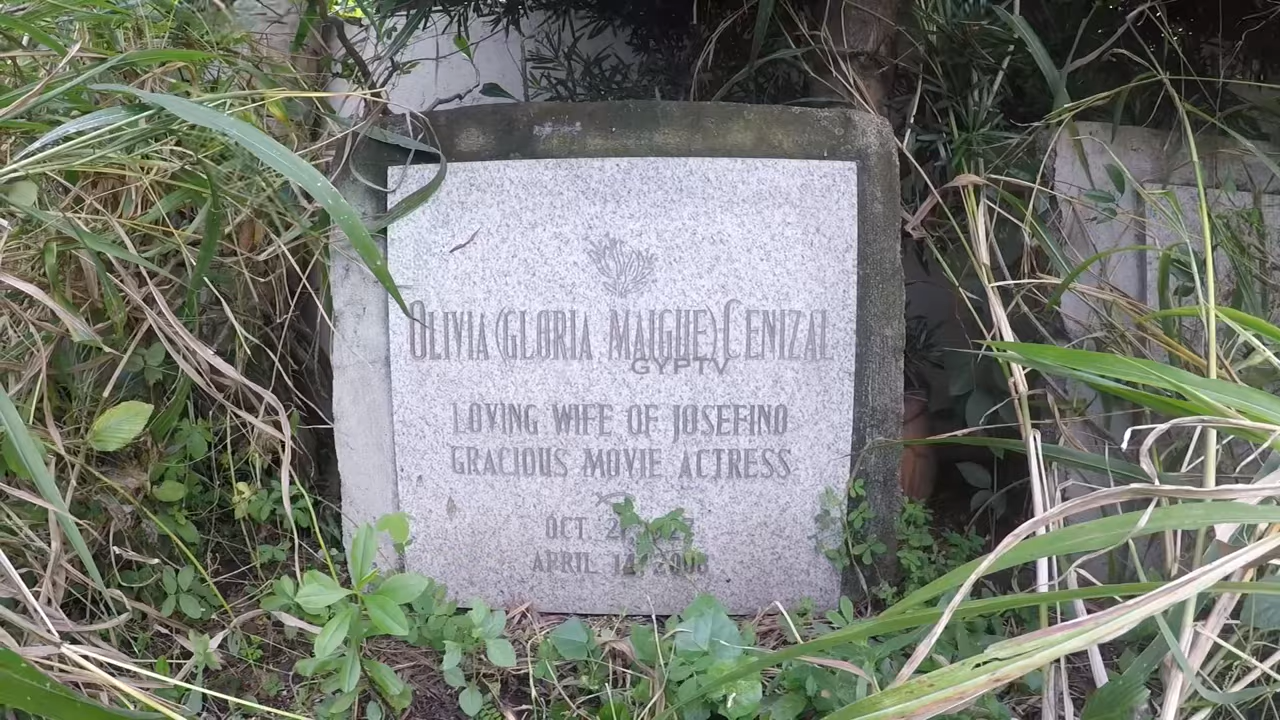 OLIVIA (GLORIA MAIGUE) CENIZAL
GYPTV
LOVING WIFE OF JOSEFINO
GRACIOUS MOVIE ACTRESS
OCT.
APRIL